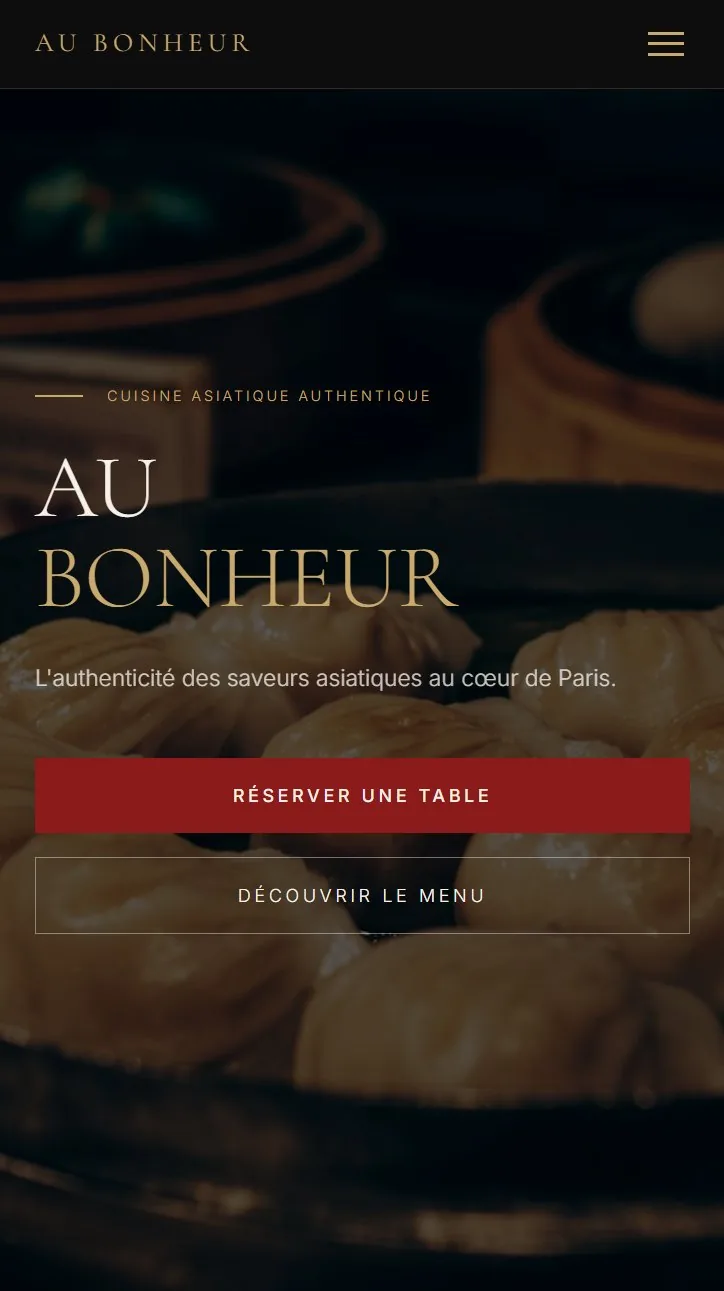 AU BONHEUR
CUISINE ASIATIQUE AUTHENTIQUE
AU
BONHEUR
L'authenticité des saveurs asiatiques au cœur de Paris.
RÉSERVER UNE TABLE
DÉCOUVRIR LE MENU